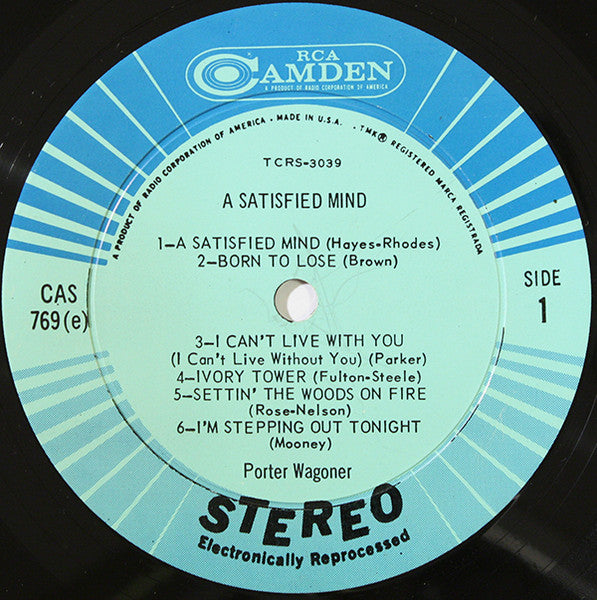 RCA
CAMDEN
A PRODUCT OF RADIO CORPORATION OF AMERICA
A PRODUCT OF RADIO CORPORATION OF AMERICA • MADE IN U.S.A. • TMK ® REGISTERED MARCA REGISTRADA
TCRS-3039
A SATISFIED MIND
1—A SATISFIED MIND (Hayes-Rhodes)
2—BORN TO LOSE (Brown)
CAS
769(e)
SIDE
1
3—I CAN'T LIVE WITH YOU
(I Can't Live Without You) (Parker)
4—IVORY TOWER (Fulton-Steele)
5—SETTIN' THE WOODS ON FIRE
(Rose-Nelson)
6—I'M STEPPING OUT TONIGHT
(Mooney)
Porter Wagoner
STEREO
Electronically Reprocessed